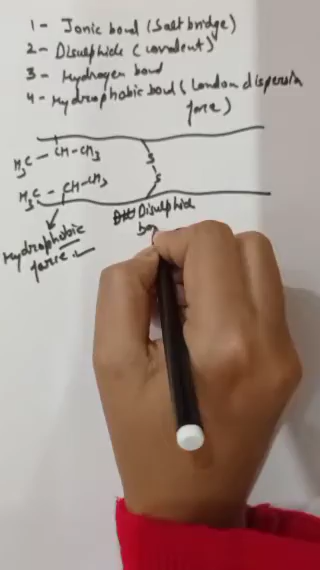 1 - Ionic bond (Salt bridge)
2 - Disulphide (covalent)
3 - Hydrogen bond
4 - Hydrophobic bond (London dispersion
force)
H3C - CH-CH3
S
S
H3C - CH-CH3
Disulphid
bo
Hydrophobic
force